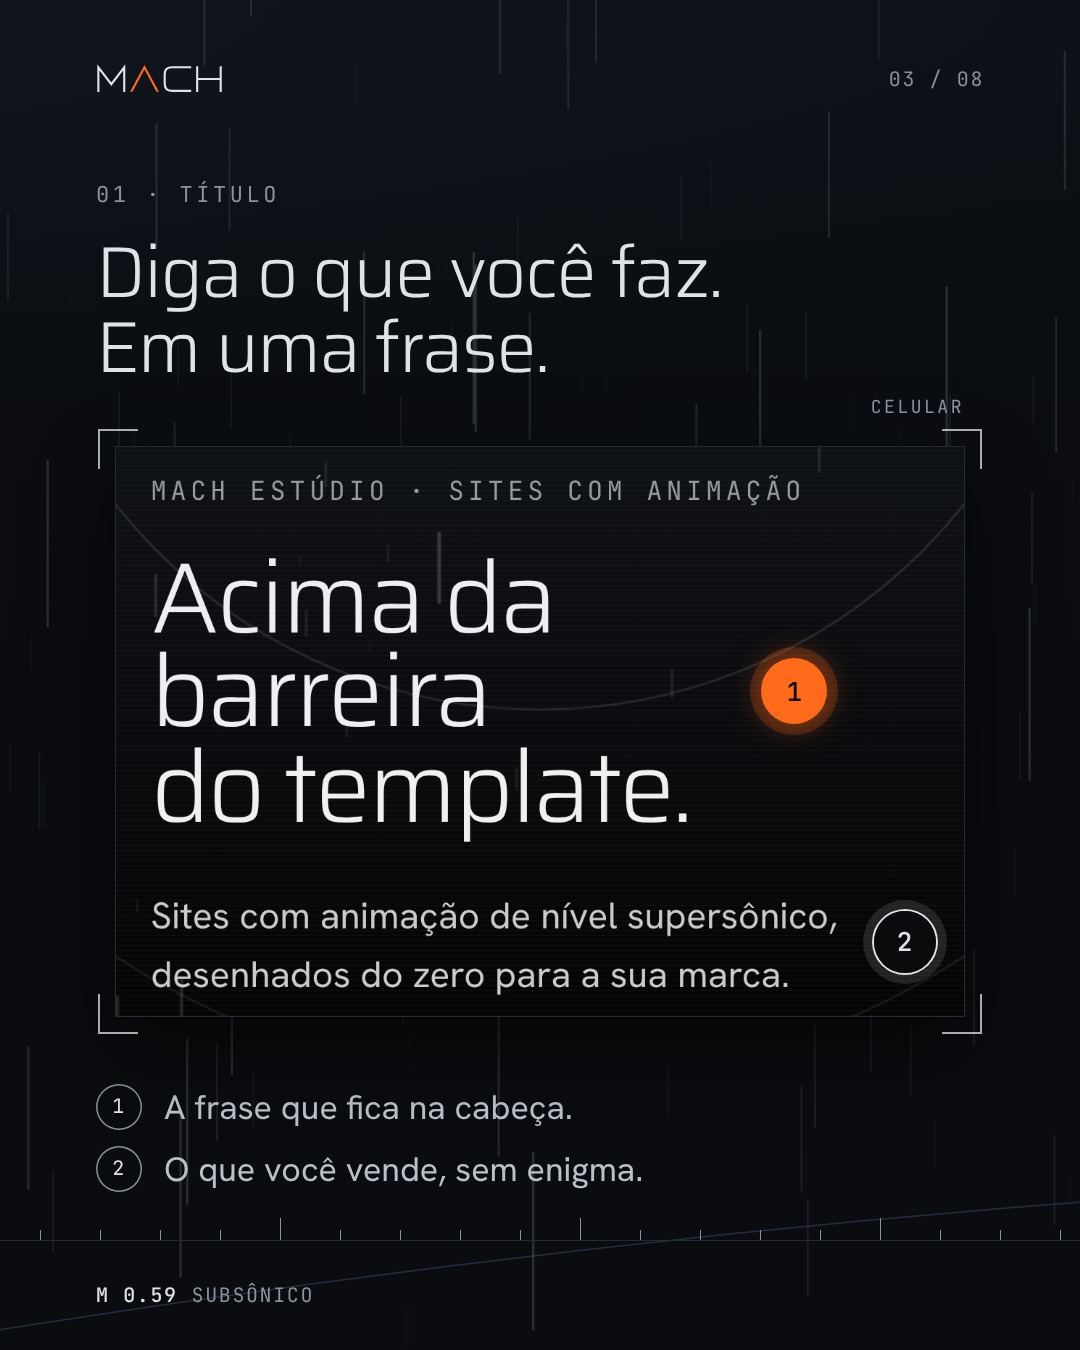 MACH
03 / 08
01 · TÍTULO
Diga o que você faz.
Em uma frase.
CELULAR
MACH ESTÚDIO · SITES COM ANIMAÇÃO
Acima da
barreira
do template.
1
Sites com animação de nível supersônico,
desenhados do zero para a sua marca.
2
1 A frase que fica na cabeça.
2 O que você vende, sem enigma.
M 0.59 SUBSÔNICO